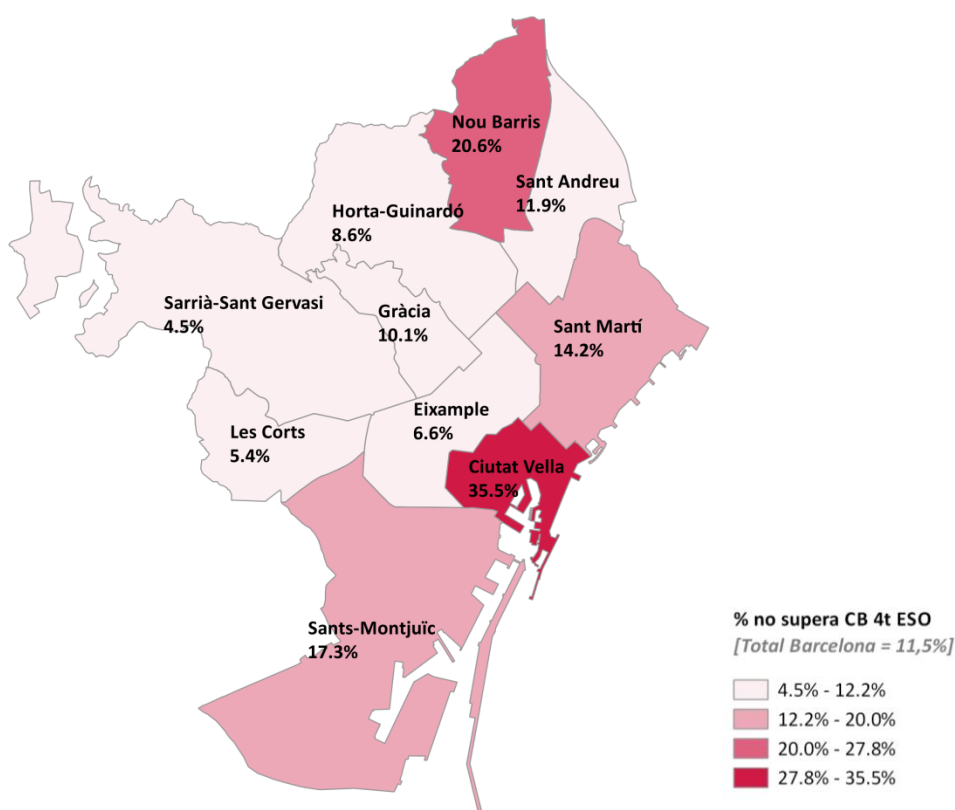 Nou Barris
20.6%
Sant Andreu
11.9%
Horta-Guinardó
8.6%
Sarrià-Sant Gervasi
4.5%
Gràcia
10.1%
Sant Martí
14.2%
Eixample
6.6%
Les Corts
5.4%
Ciutat Vella
35.5%
Sants-Montjuïc
17.3%
% no supera CB 4t ESO
[Total Barcelona = 11,5%]
4.5% - 12.2%
12.2% - 20.0%
20.0% - 27.8%
27.8% - 35.5%